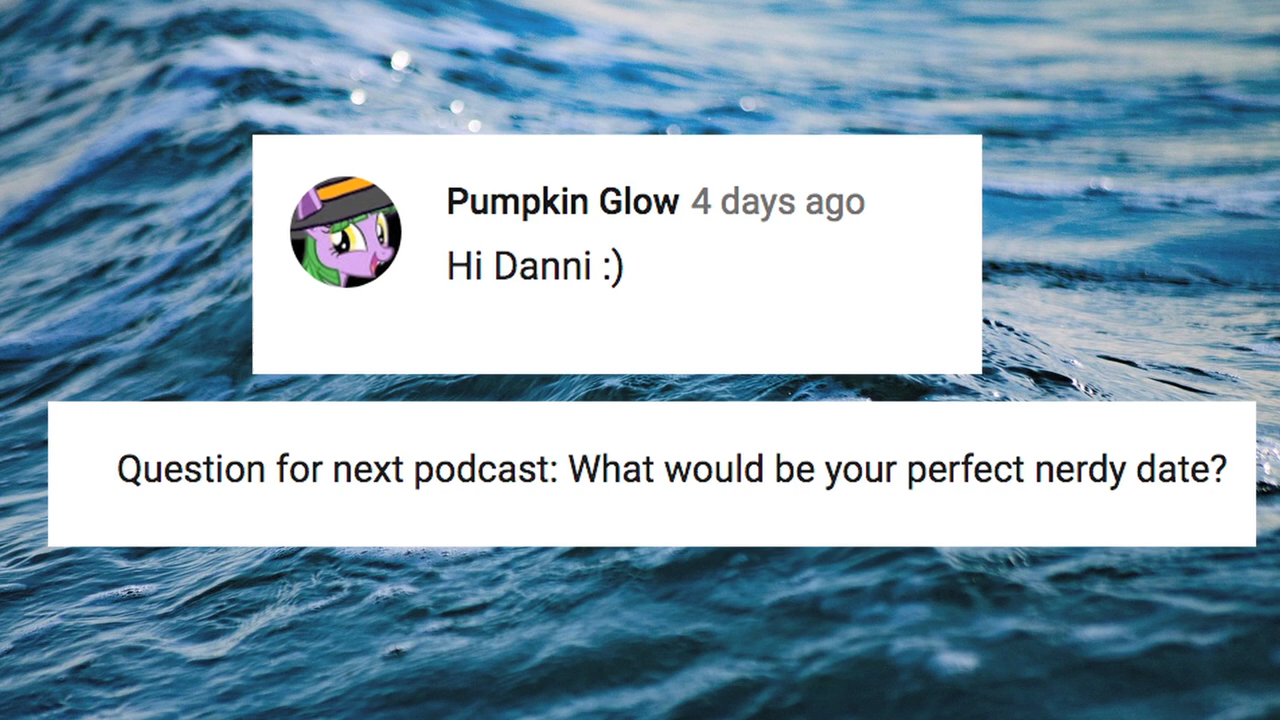 Pumpkin Glow 4 days ago
Hi Danni :)
Question for next podcast: What would be your perfect nerdy date?